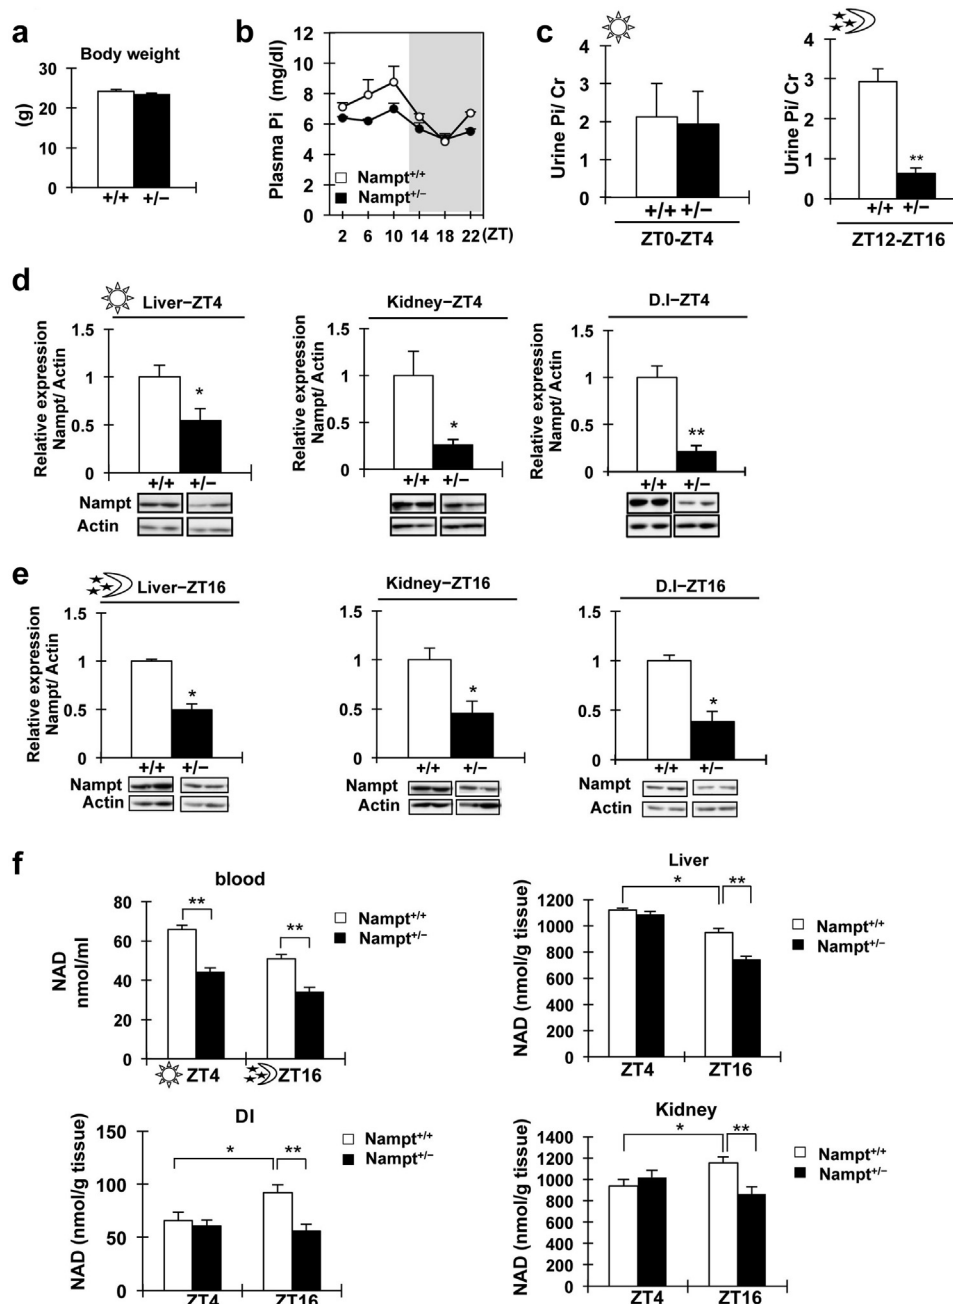 a
Body weight
(g)
30
20
10
0
+/+ +/−
b
Plasma Pi (mg/dl)
12
10
8
6
4
2
0
Nampt+/+
Nampt+/−
2 6 10 14 18 22 (ZT)
c
Urine Pi/ Cr
4
3
2
1
0
+/+ +/−
ZT0-ZT4
Urine Pi/ Cr
4
3
2
1
0
**
+/+ +/−
ZT12-ZT16
d
Liver−ZT4
Relative expression
Nampt/ Actin
1.5
1
0.5
0
*
+/+ +/−
Nampt
Actin
Kidney−ZT4
1.5
1
0.5
0
*
+/+ +/−
D.I−ZT4
1.5
1
0.5
0
**
+/+ +/−
e
Liver−ZT16
Relative expression
Nampt/ Actin
1.5
1
0.5
0
*
+/+ +/−
Nampt
Actin
Kidney−ZT16
1.5
1
0.5
0
*
+/+ +/−
Nampt
Actin
D.I−ZT16
1.5
1
0.5
0
*
+/+ +/−
Nampt
Actin
f
blood
NAD
nmol/ml
80
60
40
20
0
** **
Nampt+/+
Nampt+/−
ZT4 ZT16
Liver
NAD (nmol/g tissue)
1200
1000
800
600
400
200
0
* **
Nampt+/+
Nampt+/−
ZT4 ZT16
DI
NAD (nmol/g tissue)
150
100
50
0
* **
Nampt+/+
Nampt+/−
ZT4 ZT16
Kidney
NAD (nmol/g tissue)
1400
1200
1000
800
600
400
200
0
* **
Nampt+/+
Nampt+/−
ZT4 ZT16